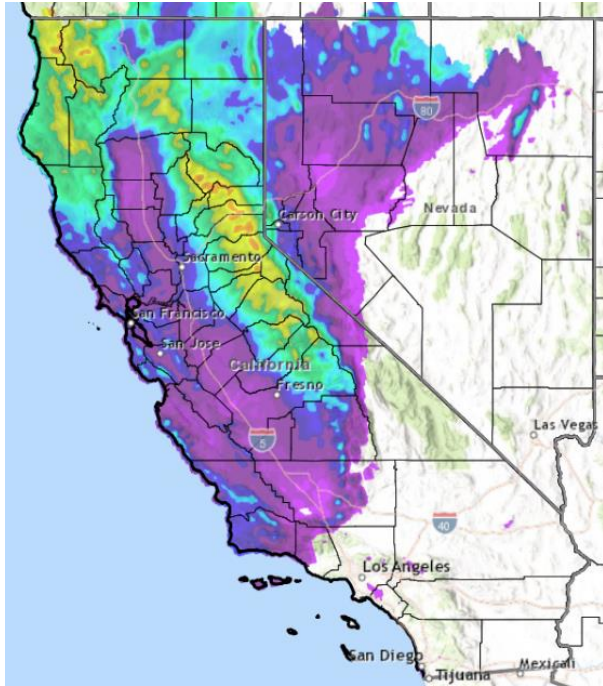 80
Nevada
Carson City
Sacramento
San Francisco
San Jose
California
Fresno
5
Las Vegas
40
Los Angeles
San Diego
Tijuana
Mexicali